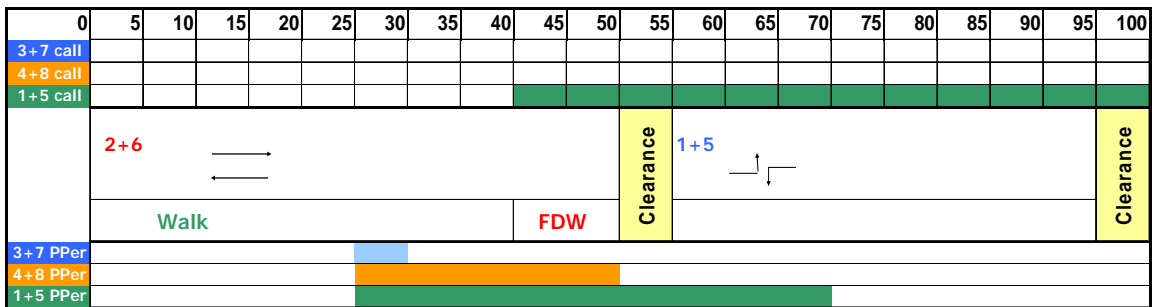 0 5 10 15 20 25 30 35 40 45 50 55 60 65 70 75 80 85 90 95 100
3+7 call
4+8 call
1+5 call
2+6
Clearance
1+5
Clearance
Walk
FDW
3+7 PPer
4+8 PPer
1+5 PPer